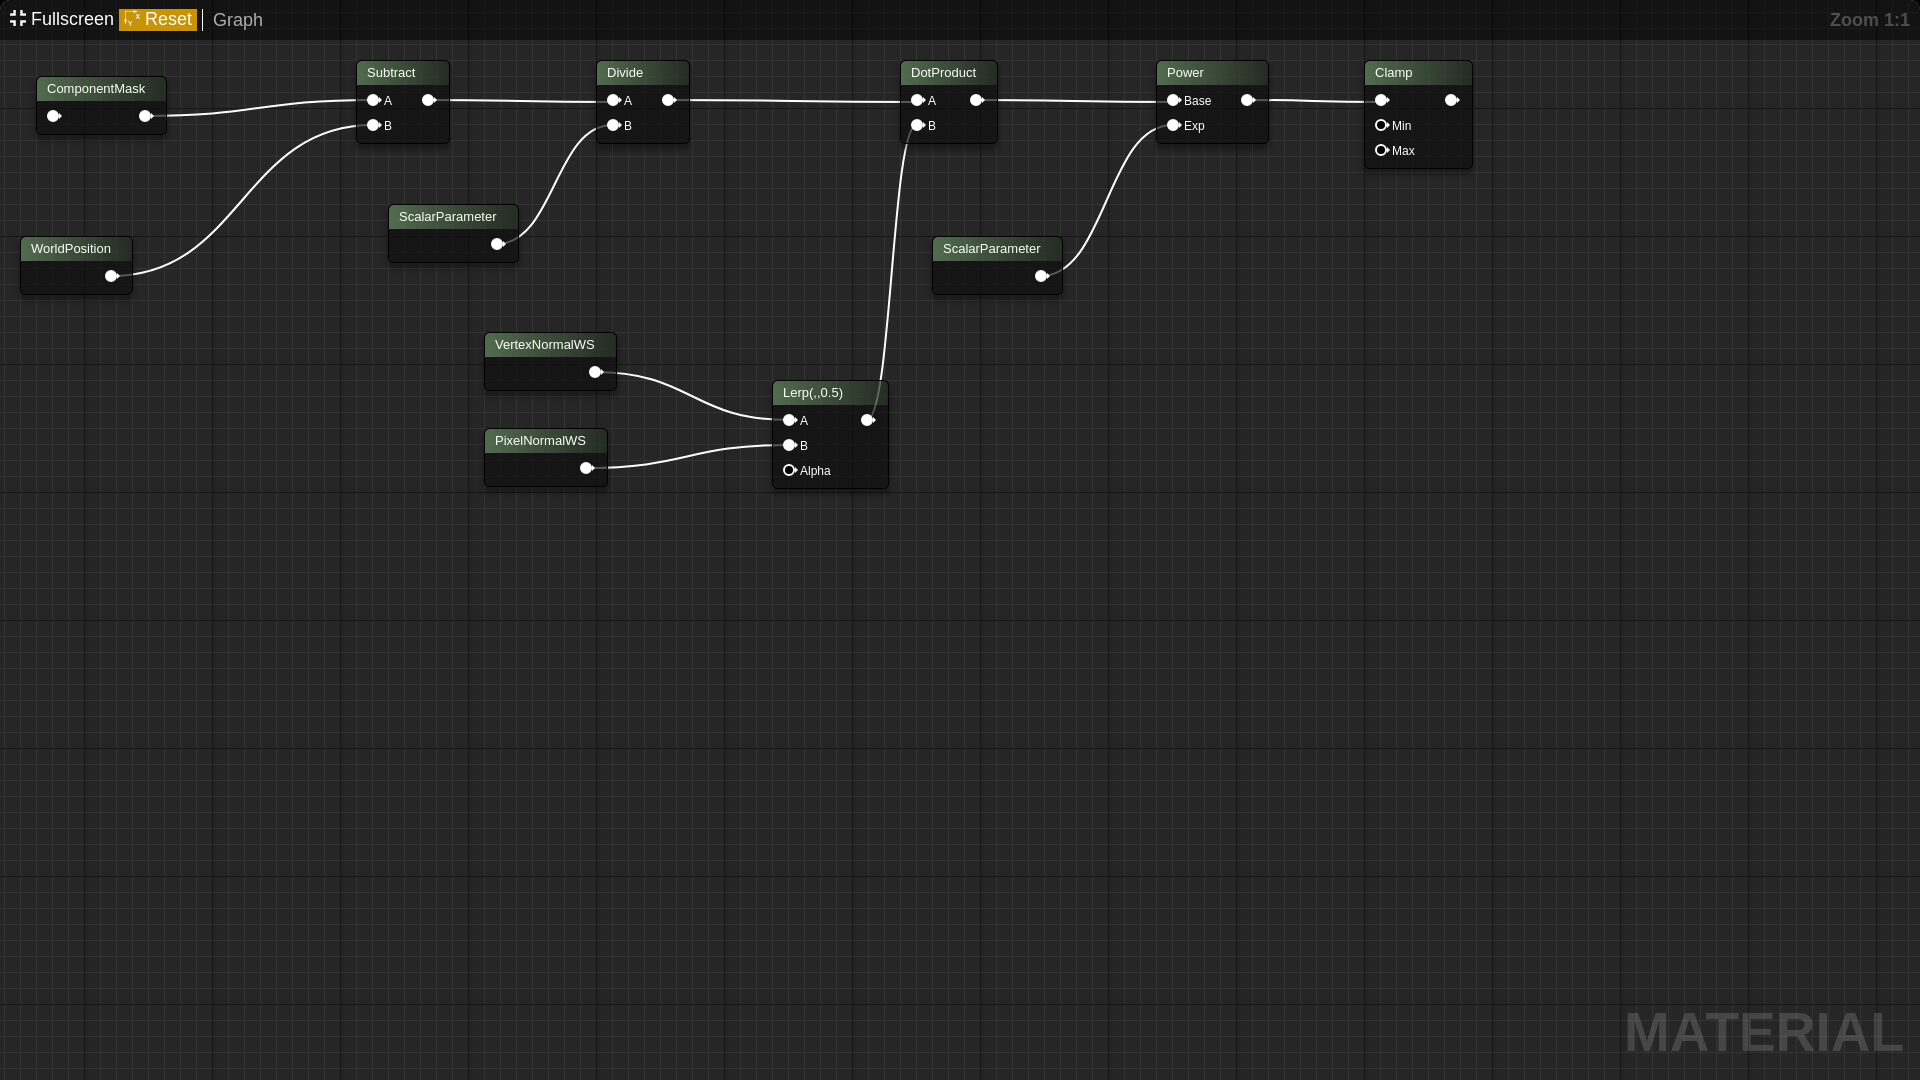 Fullscreen Reset Graph Zoom 1:1
ComponentMask
Subtract
A
B
Divide
A
B
DotProduct
A
B
Power
Base
Exp
Clamp
Min
Max
WorldPosition
ScalarParameter
ScalarParameter
VertexNormalWS
PixelNormalWS
Lerp(,,0.5)
A
B
Alpha
MATERIAL